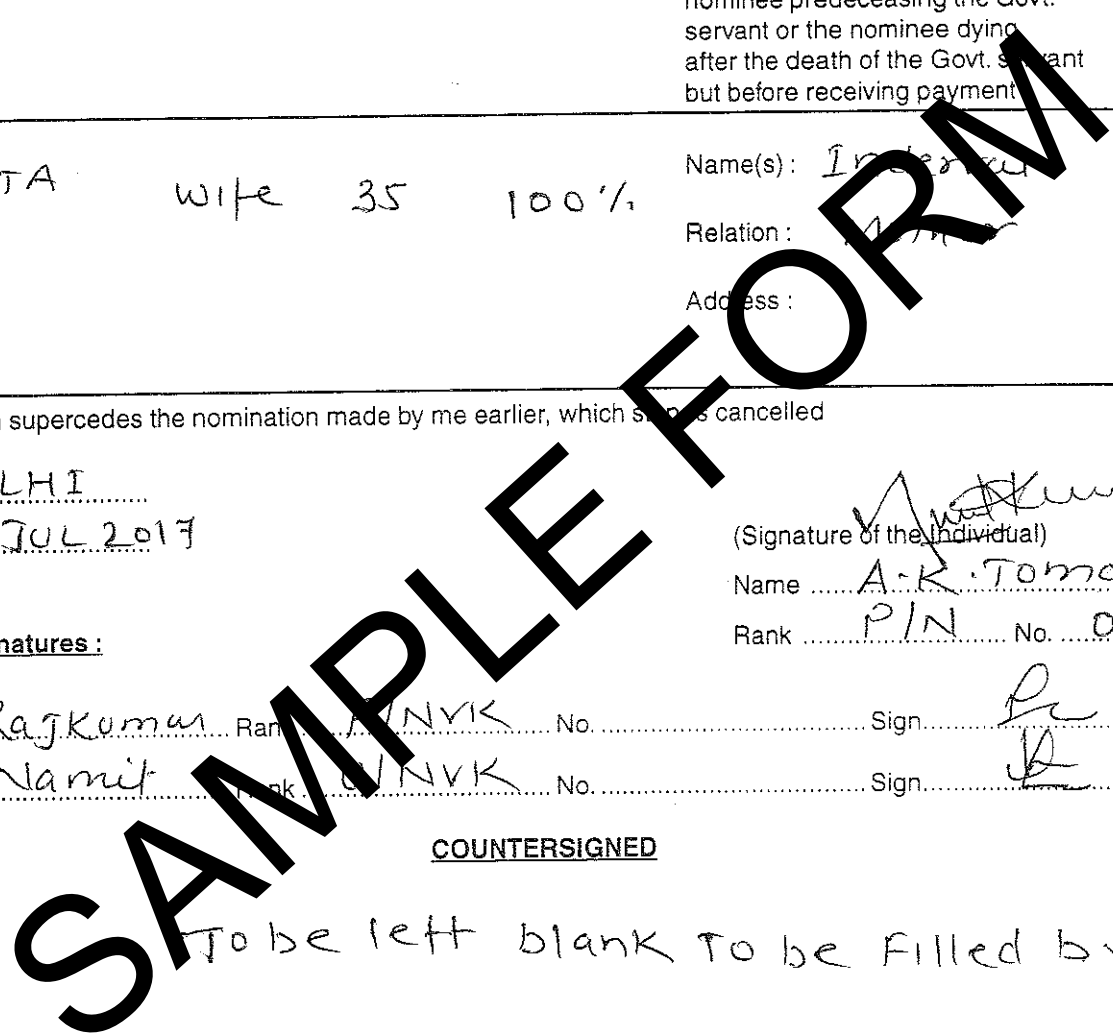 nominee predeceasing the Govt.
servant or the nominee dying
after the death of the Govt. servant
but before receiving payment
TA wife 35 100%
Name(s) :
Relation :
Address :
supercedes the nomination made by me earlier, which stands cancelled
LHI
JUL 2017
(Signature of the Individual)
Name A.K. Toma
Rank P/N No. 0
natures :
Rajkumar Rank P/NVK No. Sign
Namit Rank U/NVK No. Sign
COUNTERSIGNED
To be left blank To be Filled by
SAMPLE FORM